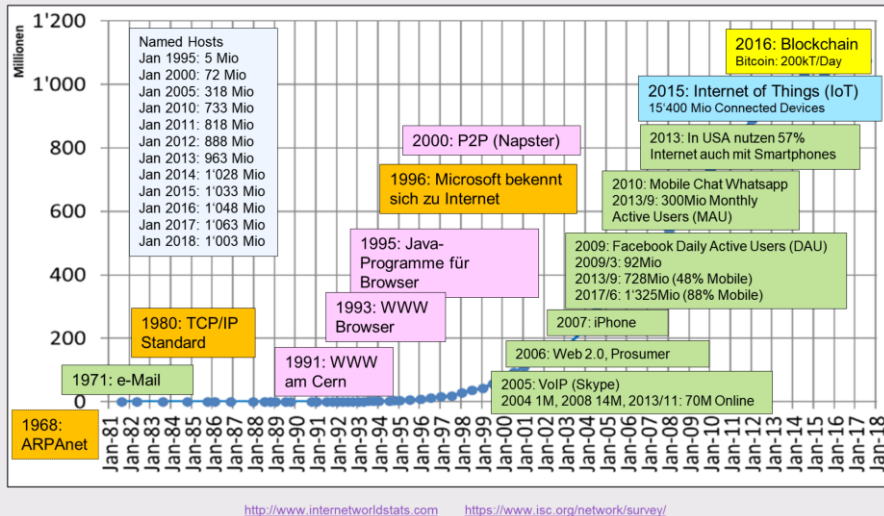 Millionen
1'200
1'000
800
600
400
200
0
Named Hosts
Jan 1995: 5 Mio
Jan 2000: 72 Mio
Jan 2005: 318 Mio
Jan 2010: 733 Mio
Jan 2011: 818 Mio
Jan 2012: 888 Mio
Jan 2013: 963 Mio
Jan 2014: 1'028 Mio
Jan 2015: 1'033 Mio
Jan 2016: 1'048 Mio
Jan 2017: 1'063 Mio
Jan 2018: 1'003 Mio
2016: Blockchain
Bitcoin: 200kT/Day
2015: Internet of Things (IoT)
15'400 Mio Connected Devices
2000: P2P (Napster)
2013: In USA nutzen 57%
Internet auch mit Smartphones
1996: Microsoft bekennt
sich zu Internet
2010: Mobile Chat Whatsapp
2013/9: 300Mio Monthly
Active Users (MAU)
1995: Java-
Programme für
Browser
2009: Facebook Daily Active Users (DAU)
2009/3: 92Mio
2013/9: 728Mio (48% Mobile)
2017/6: 1'325Mio (88% Mobile)
1993: WWW
Browser
1980: TCP/IP
Standard
2007: iPhone
1991: WWW
am Cern
2006: Web 2.0, Prosumer
1971: e-Mail
2005: VoIP (Skype)
2004 1M, 2008 14M, 2013/11: 70M Online
1968:
ARPAnet
Jan-81
Jan-82
Jan-83
Jan-84
Jan-85
Jan-86
Jan-87
Jan-88
Jan-89
Jan-90
Jan-91
Jan-92
Jan-93
Jan-94
Jan-95
Jan-96
Jan-97
Jan-98
Jan-99
Jan-00
Jan-01
Jan-02
Jan-03
Jan-04
Jan-05
Jan-06
Jan-07
Jan-08
Jan-09
Jan-10
Jan-11
Jan-12
Jan-13
Jan-14
Jan-15
Jan-16
Jan-17
Jan-18
http://www.internetworldstats.com https://www.isc.org/network/survey/